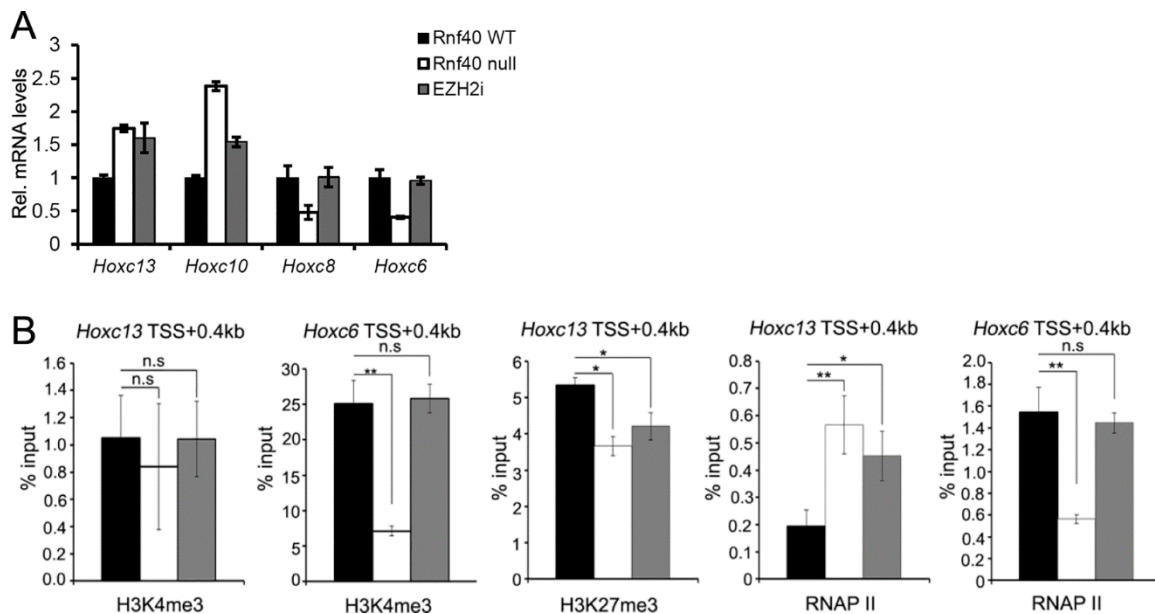 A
Rel. mRNA levels
3
2.5
2
1.5
1
0.5
0
Rnf40 WT
Rnf40 null
EZH2i
Hoxc13 Hoxc10 Hoxc8 Hoxc6
B
Hoxc13 TSS+0.4kb
% input
1.6
1.4
1.2
1.0
0.8
0.6
0.4
0.2
0.0
n.s
n.s
H3K4me3
Hoxc6 TSS+0.4kb
% input
30
25
20
15
10
5
0
n.s
**
H3K4me3
Hoxc13 TSS+0.4kb
% input
6
5
4
3
2
1
0
*
*
H3K27me3
Hoxc13 TSS+0.4kb
% input
0.8
0.7
0.6
0.5
0.4
0.3
0.2
0.1
0
*
**
RNAP II
Hoxc6 TSS+0.4kb
% input
2.0
1.8
1.6
1.4
1.2
1.0
0.8
0.6
0.4
0.2
0.0
n.s
**
RNAP II